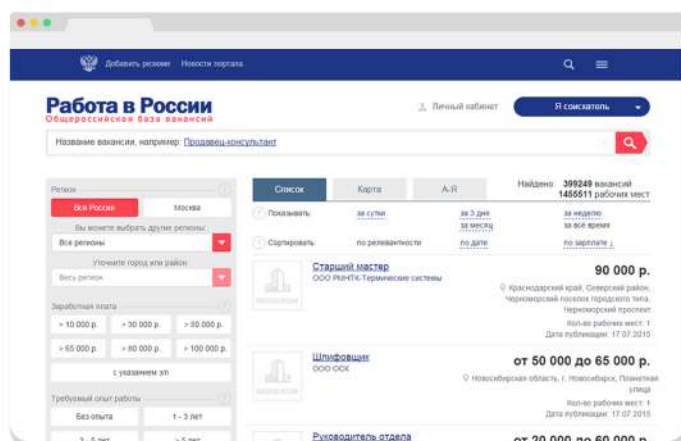 Добавить резюме Новости портала
Работа в России
Общероссийская база вакансий
Личный кабинет
Я соискатель
Название вакансии, например: Продавец-консультант
Регион
Вся Россия
Москва
Вы можете выбрать другие регионы:
Все регионы
Уточните город или район:
Весь регион
Заработная плата
> 10 000 р. > 30 000 р. > 50 000 р.
> 65 000 р. > 80 000 р. > 100 000 р.
с указанием з/п
Требуемый опыт работы
Без опыта 1 - 3 лет
3 - 5 лет > 5 лет
Список Карта А-Я
Найдено: 399249 вакансий
1455511 рабочих мест
Показывать: за сутки за 3 дня за неделю
за месяц за всё время
Сортировать: по релевантности по дате по зарплате ↓
Старший мастер
90 000 р.
ООО РМНТК-Термические системы
Краснодарский край, Северский район,
Черноморский поселок городского типа,
Черноморский проспект
Кол-во рабочих мест: 1
Дата публикации: 17.07.2015
Шлифовщик
от 50 000 до 65 000 р.
ООО ОСК
Новосибирская область, г. Новосибирск, Планетная
улица
Кол-во рабочих мест: 1
Дата публикации: 17.07.2015
Руководитель отдела
от 20 000 до 60 000 р.